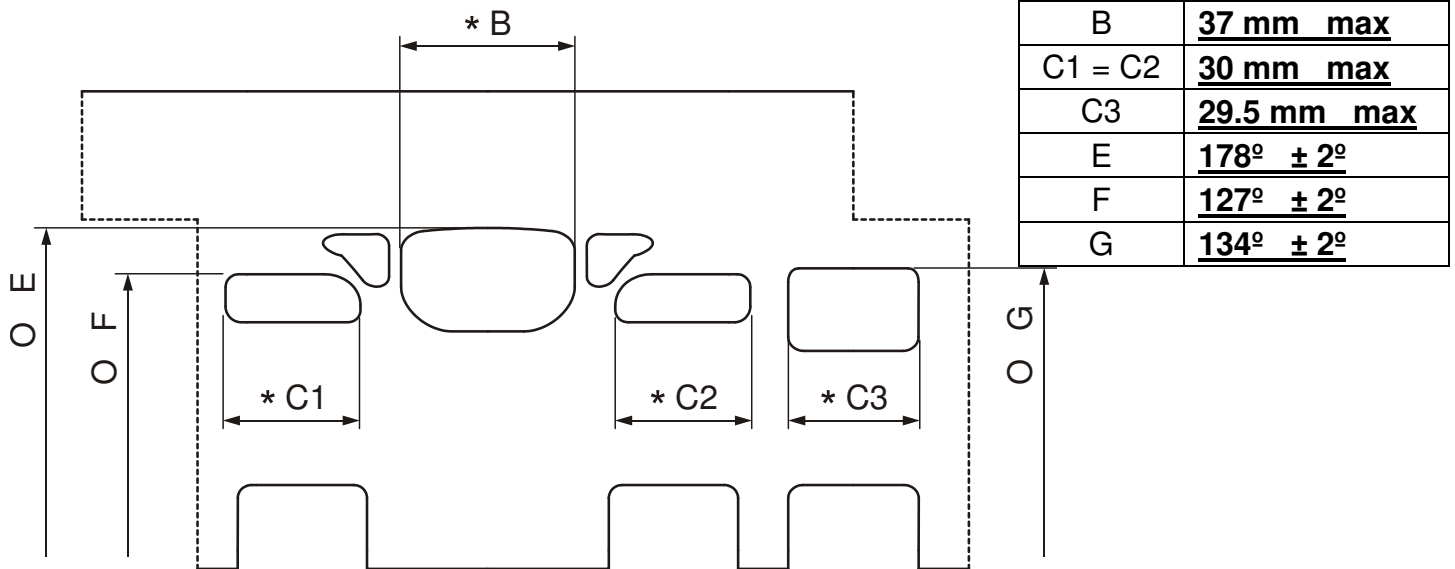 * B
B 37 mm max
C1 = C2 30 mm max
C3 29.5 mm max
E 178º ± 2º
F 127º ± 2º
G 134º ± 2º
O E
O F
O G
* C1
* C2
* C3